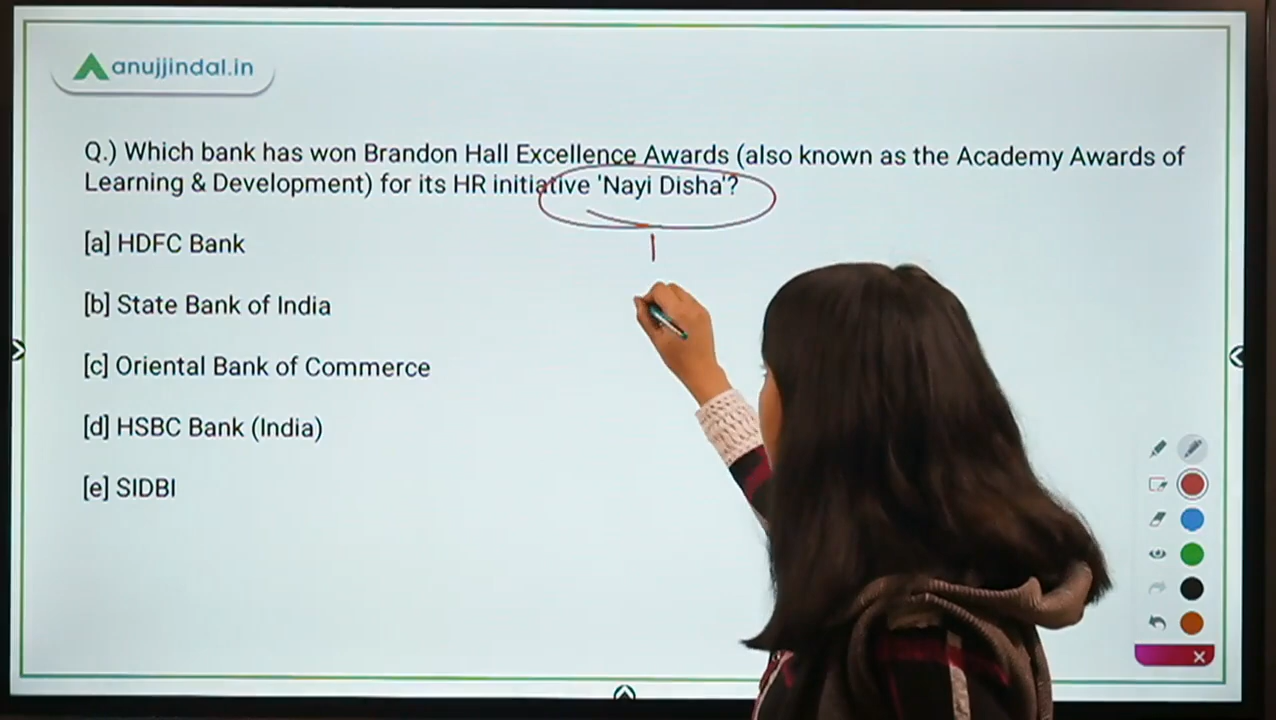 anujjindal.in
Q.) Which bank has won Brandon Hall Excellence Awards (also known as the Academy Awards of
Learning & Development) for its HR initiative 'Nayi Disha'?
[a] HDFC Bank
[b] State Bank of India
[c] Oriental Bank of Commerce
[d] HSBC Bank (India)
[e] SIDBI